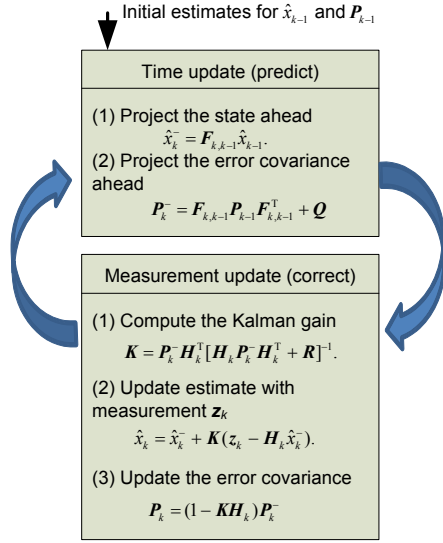 Initial estimates for x̂ₖ₋₁ and Pₖ₋₁
Time update (predict)
(1) Project the state ahead
x̂ₖ⁻ = Fₖ,ₖ₋₁x̂ₖ₋₁.
(2) Project the error covariance
ahead
Pₖ⁻ = Fₖ,ₖ₋₁Pₖ₋₁Fₖ,ₖ₋₁ᵀ + Q
Measurement update (correct)
(1) Compute the Kalman gain
K = Pₖ⁻Hₖᵀ[HₖPₖ⁻Hₖᵀ + R]⁻¹.
(2) Update estimate with
measurement zₖ
x̂ₖ = x̂ₖ⁻ + K(zₖ − Hₖx̂ₖ⁻).
(3) Update the error covariance
Pₖ = (1 − KHₖ)Pₖ⁻